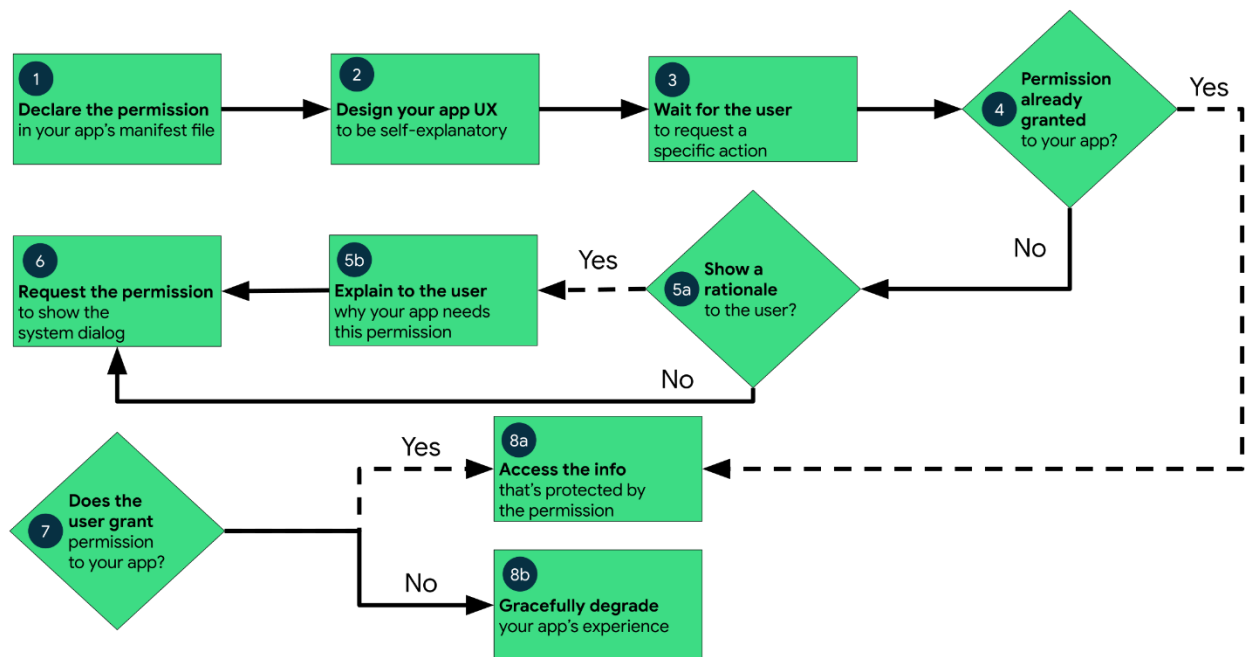 1
Declare the permission
in your app's manifest file
2
Design your app UX
to be self-explanatory
3
Wait for the user
to request a
specific action
4
Permission
already
granted
to your app?
Yes
No
5a
Show a
rationale
to the user?
Yes
No
5b
Explain to the user
why your app needs
this permission
6
Request the permission
to show the
system dialog
7
Does the
user grant
permission
to your app?
Yes
No
8a
Access the info
that's protected by
the permission
8b
Gracefully degrade
your app's experience